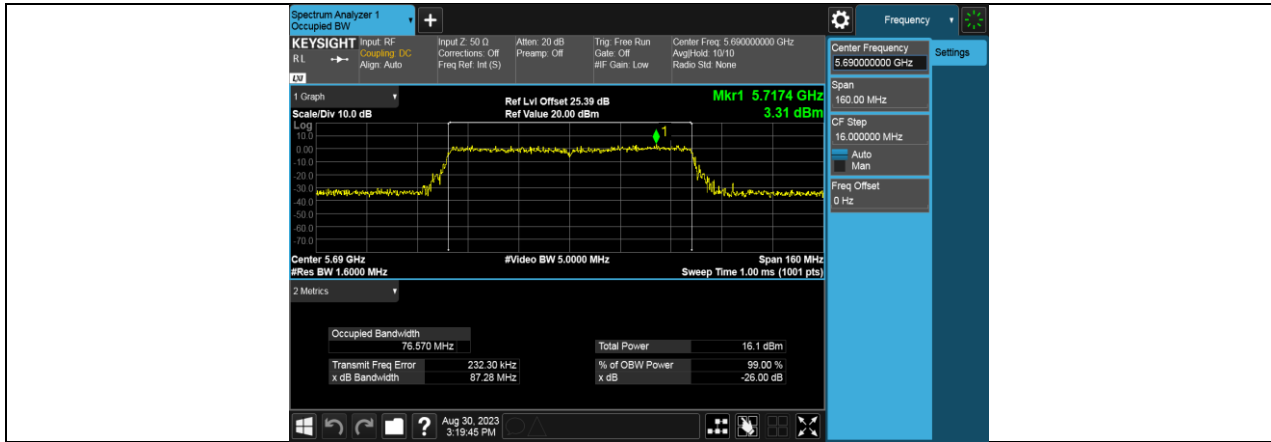 Spectrum Analyzer 1
Occupied BW
+
Frequency
KEYSIGHT
RL
LXI
Input: RF
Coupling: DC
Align: Auto
Input Z: 50 Ω
Corrections: Off
Freq Ref: Int (S)
Atten: 20 dB
Preamp: Off
Trig: Free Run
Gate: Off
#IF Gain: Low
Center Freq: 5.690000000 GHz
Avg|Hold: 10/10
Radio Std: None
Center Frequency
5.690000000 GHz
Settings
Span
160.00 MHz
CF Step
16.000000 MHz
Auto
Man
Freq Offset
0 Hz
1 Graph
Scale/Div 10.0 dB
Ref Lvl Offset 25.39 dB
Ref Value 20.00 dBm
Mkr1 5.7174 GHz
3.31 dBm
Log
10.0
0.00
-10.0
-20.0
-30.0
-40.0
-50.0
-60.0
-70.0
1
Center 5.69 GHz
#Res BW 1.6000 MHz
#Video BW 5.0000 MHz
Span 160 MHz
Sweep Time 1.00 ms (1001 pts)
2 Metrics
Occupied Bandwidth
76.570 MHz
Transmit Freq Error 232.30 kHz
x dB Bandwidth 87.28 MHz
Total Power 16.1 dBm
% of OBW Power 99.00 %
x dB -26.00 dB
?
Aug 30, 2023
3:19:45 PM